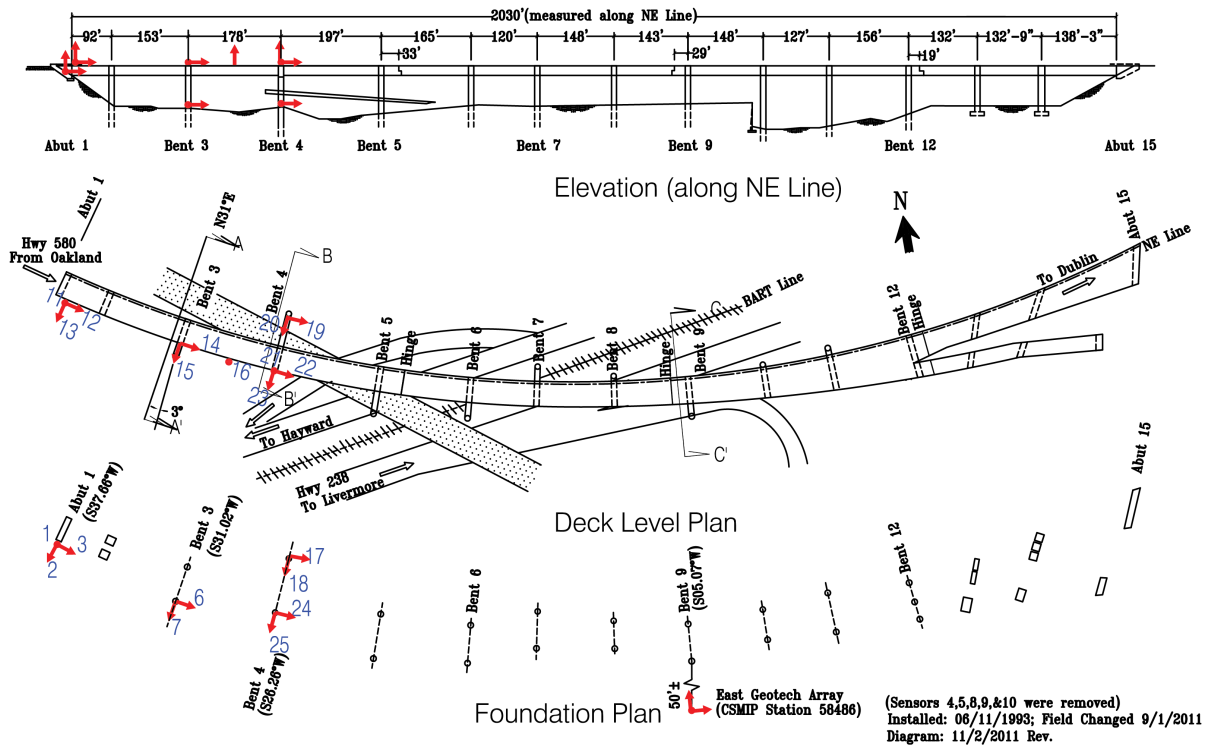 2030'(measured along NE Line)
92' 153' 178' 197' 165' 120' 148' 143' 148' 127' 156' 132' 132'-9" 138'-3"
33' 29' 19'
Abut 1 Bent 3 Bent 4 Bent 5 Bent 7 Bent 9 Bent 12 Abut 15
Elevation (along NE Line)
N
Abut 1
N31°E
A
B
Hwy 580
From Oakland
Bent 3
Bent 4
Abut 15
NE Line
To Dublin
11 12 13
14 15 16
20 19
21 22 23
Bent 5
Hinge
Bent 6
Bent 7
BART Line
Bent 8
Hinge
Bent 9
C
Bent 12
Hinge
3°
A'
B'
C'
To Hayward
Hwy 238
To Livermore
Deck Level Plan
Abut 1
(S37.66°W)
1 3
2
Bent 3
(S31.02°W)
6
7
17
18
24
25
Bent 4
(S26.26°W)
Bent 6
Bent 9
(S05.07°W)
Bent 12
Abut 15
50'±
Foundation Plan
East Geotech Array
(CSMIP Station 58486)
(Sensors 4,5,8,9,&10 were removed)
Installed: 06/11/1993; Field Changed 9/1/2011
Diagram: 11/2/2011 Rev.